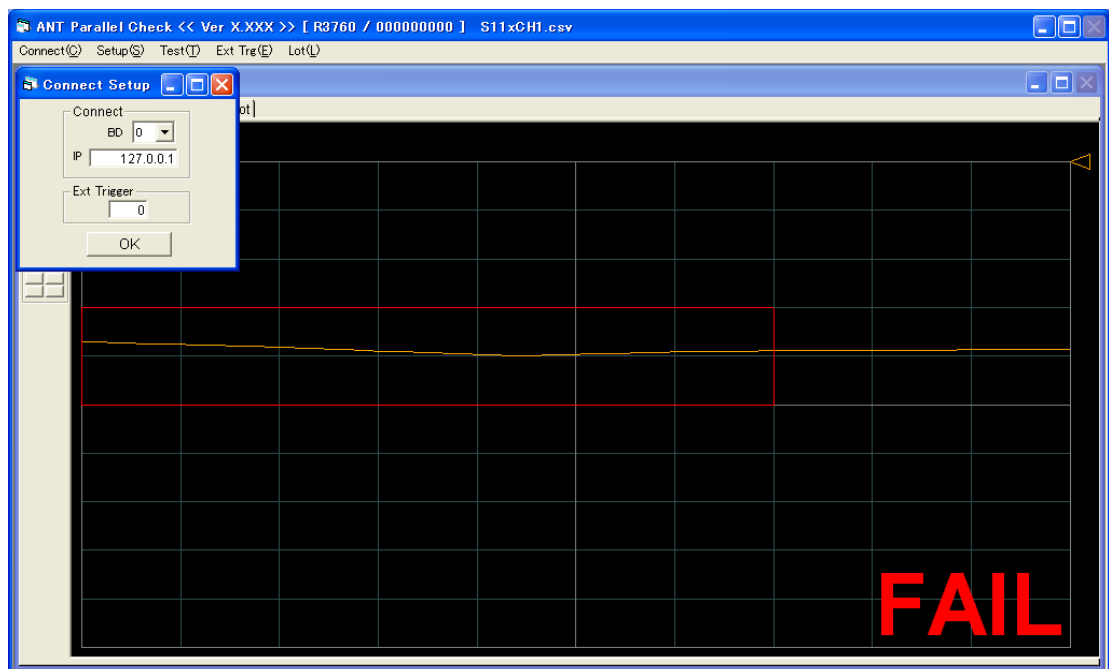 ANT Parallel Check << Ver X.XXX >> [ R3760 / 000000000 ] S11xCH1.csv
Connect(C) Setup(S) Test(T) Ext Trg(E) Lot(L)
Connect Setup
ot
Connect
BD 0
IP 127.0.0.1
Ext Trigger
0
OK
FAIL